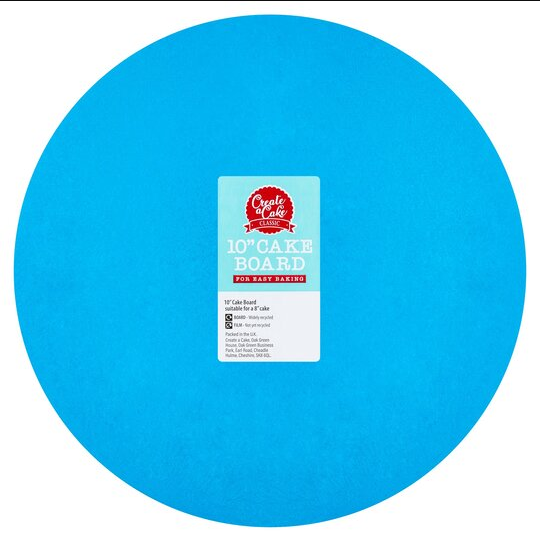 Create
a Cake
CLASSIC
10" CAKE
BOARD
FOR EASY BAKING
10" Cake Board
suitable for a 8" cake
BOARD - Widely recycled
FILM - Not yet recycled
Packed in the U.K.
Create a Cake, Oak Green
House, Oak Green Business
Park, Earl Road, Cheadle
Hulme, Cheshire, SK8 6QL.